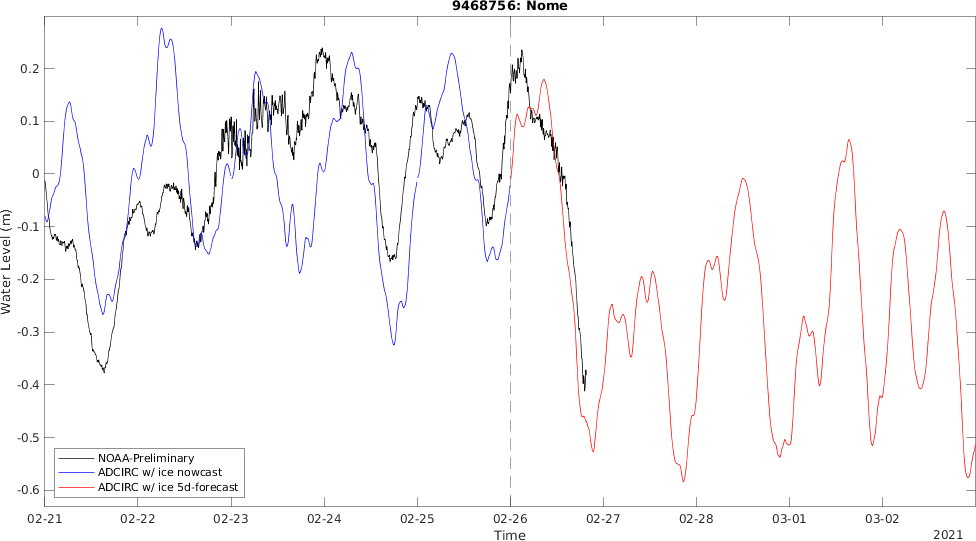 9468756: Nome
Water Level (m)
0.2
0.1
0
-0.1
-0.2
-0.3
-0.4
-0.5
-0.6
NOAA-Preliminary
ADCIRC w/ ice nowcast
ADCIRC w/ ice 5d-forecast
02-21 02-22 02-23 02-24 02-25 02-26 02-27 02-28 03-01 03-02
Time
2021